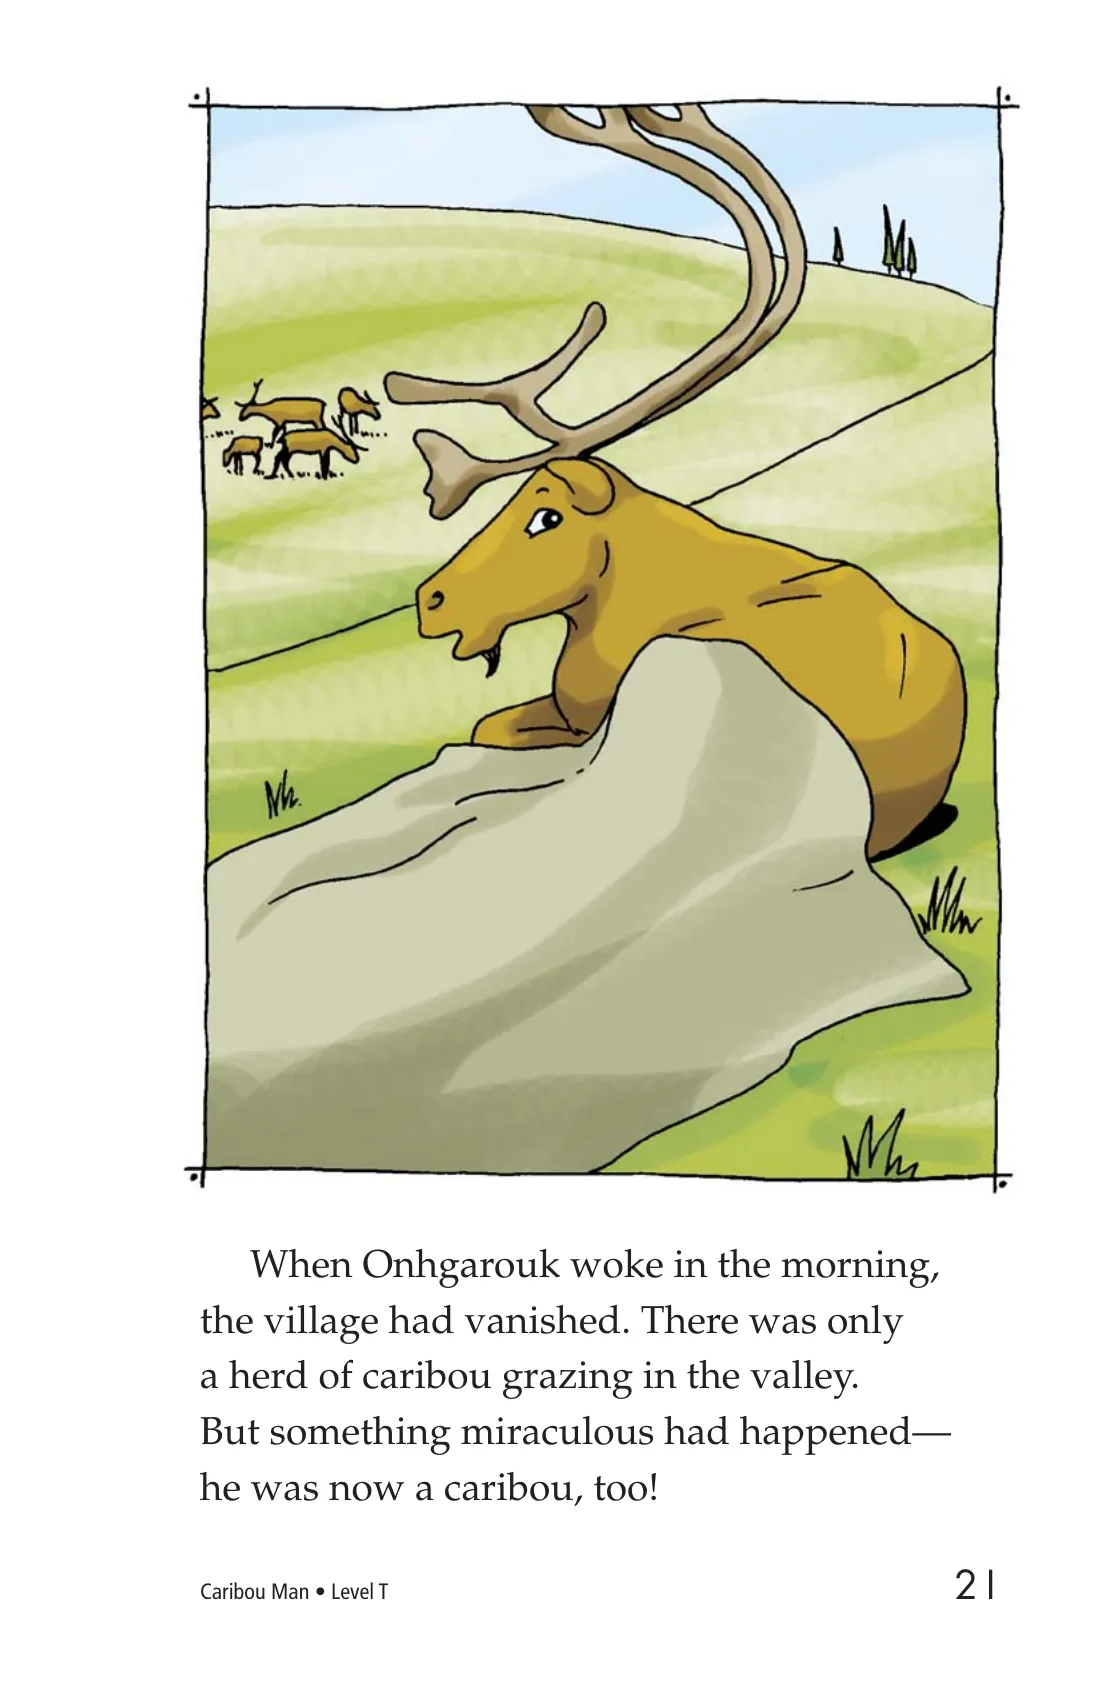 When Onhgarouk woke in the morning,
the village had vanished. There was only
a herd of caribou grazing in the valley.
But something miraculous had happened—
he was now a caribou, too!
Caribou Man • Level T 21